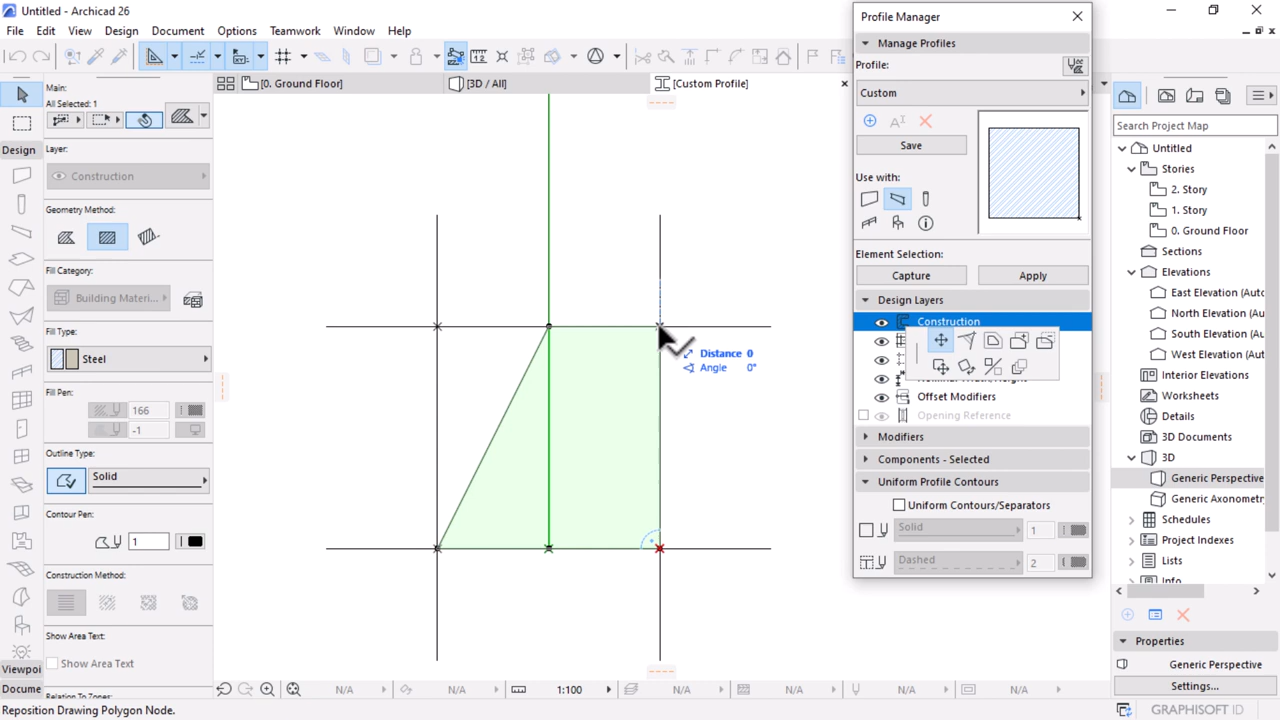 Untitled - Archicad 26
File Edit View Design Document Options Teamwork Window Help
[0. Ground Floor]
[3D / All]
[Custom Profile]
Main:
All Selected: 1
Design
Layer:
Construction
Geometry Method:
Fill Category:
Building Materi...
Fill Type:
Steel
Fill Pen:
166
-1
Outline Type:
Solid
Contour Pen:
1
Construction Method:
Show Area Text:
Show Area Text
Viewpoi
Docume
Distance 0
Angle 0°
Profile Manager
Manage Profiles
Profile:
Custom
Save
Use with:
Element Selection:
Capture
Apply
Design Layers
Construction
Offset Modifiers
Opening Reference
Modifiers
Components - Selected
Uniform Profile Contours
Uniform Contours/Separators
Solid
1
Dashed
2
Search Project Map
Untitled
Stories
2. Story
1. Story
0. Ground Floor
Sections
Elevations
East Elevation (Auto
North Elevation (Au
South Elevation (Au
West Elevation (Aut
Interior Elevations
Worksheets
Details
3D Documents
3D
Generic Perspective
Generic Axonometr
Schedules
Project Indexes
Lists
Info
Properties
Generic Perspective
Settings...
N/A
N/A
1:100
N/A
N/A
N/A
N/A
Reposition Drawing Polygon Node.
GRAPHISOFT ID